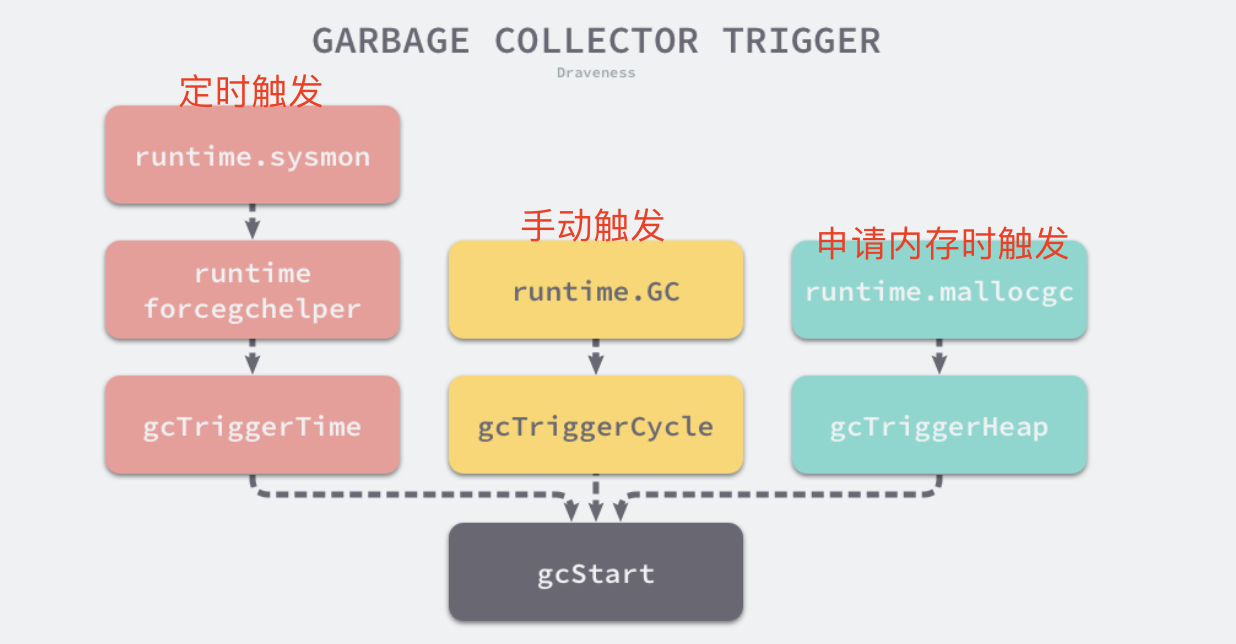 GARBAGE COLLECTOR TRIGGER
Draveness
定时触发
runtime.sysmon
手动触发
申请内存时触发
runtime
forcegchelper
runtime.GC
runtime.mallocgc
gcTriggerTime
gcTriggerCycle
gcTriggerHeap
gcStart